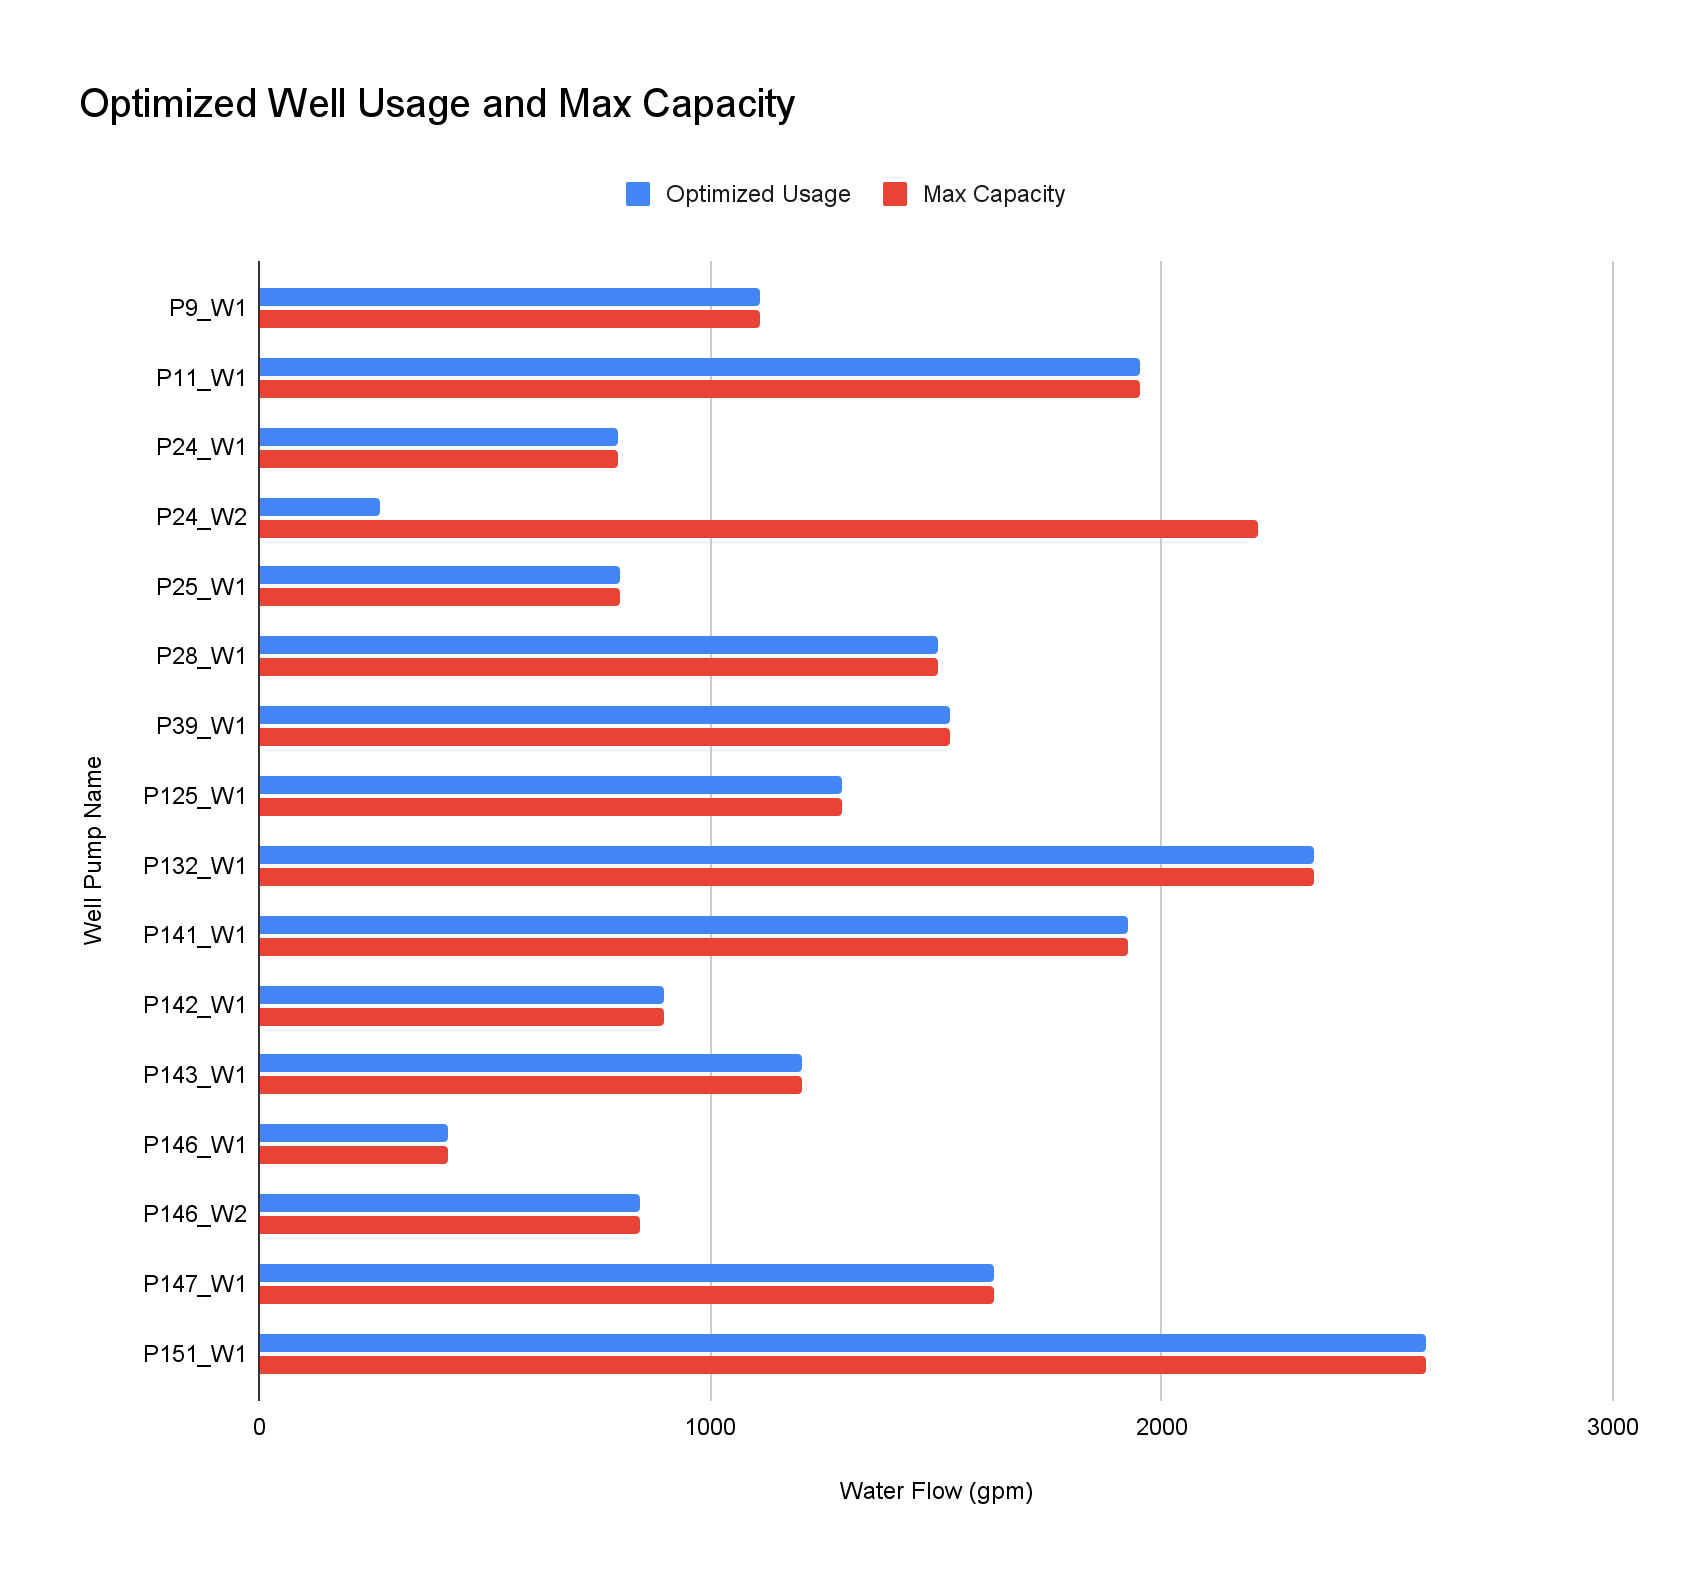 Optimized Well Usage and Max Capacity
Optimized Usage
Max Capacity
Well Pump Name
P9_W1
P11_W1
P24_W1
P24_W2
P25_W1
P28_W1
P39_W1
P125_W1
P132_W1
P141_W1
P142_W1
P143_W1
P146_W1
P146_W2
P147_W1
P151_W1
0 1000 2000 3000
Water Flow (gpm)